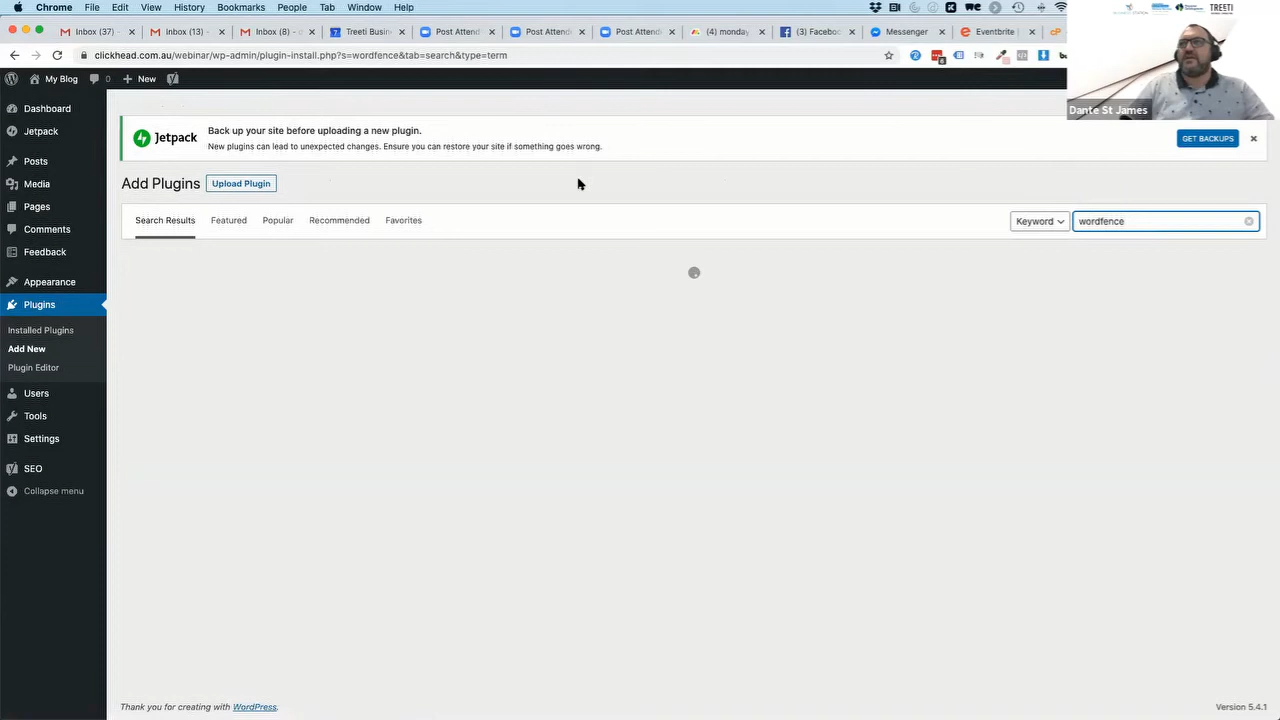 Chrome File Edit View History Bookmarks People Tab Window Help
Inbox (37) - Inbox (13) - Inbox (8) - Treeti Busin Post Attend Post Attend Post Attend (4) monday Facebook Messenger Eventbrite
clickhead.com.au/webinar/wp-admin/plugin-install.php?s=wordfence&tab=search&type=term
TREETI
My Blog 0 New
Dante St James
Dashboard
Jetpack
Posts
Media
Pages
Comments
Feedback
Appearance
Plugins
Installed Plugins
Add New
Plugin Editor
Users
Tools
Settings
SEO
Collapse menu
Jetpack
Back up your site before uploading a new plugin.
New plugins can lead to unexpected changes. Ensure you can restore your site if something goes wrong.
GET BACKUPS
Add Plugins Upload Plugin
Search Results Featured Popular Recommended Favorites Keyword wordfence
Thank you for creating with WordPress. Version 5.4.1